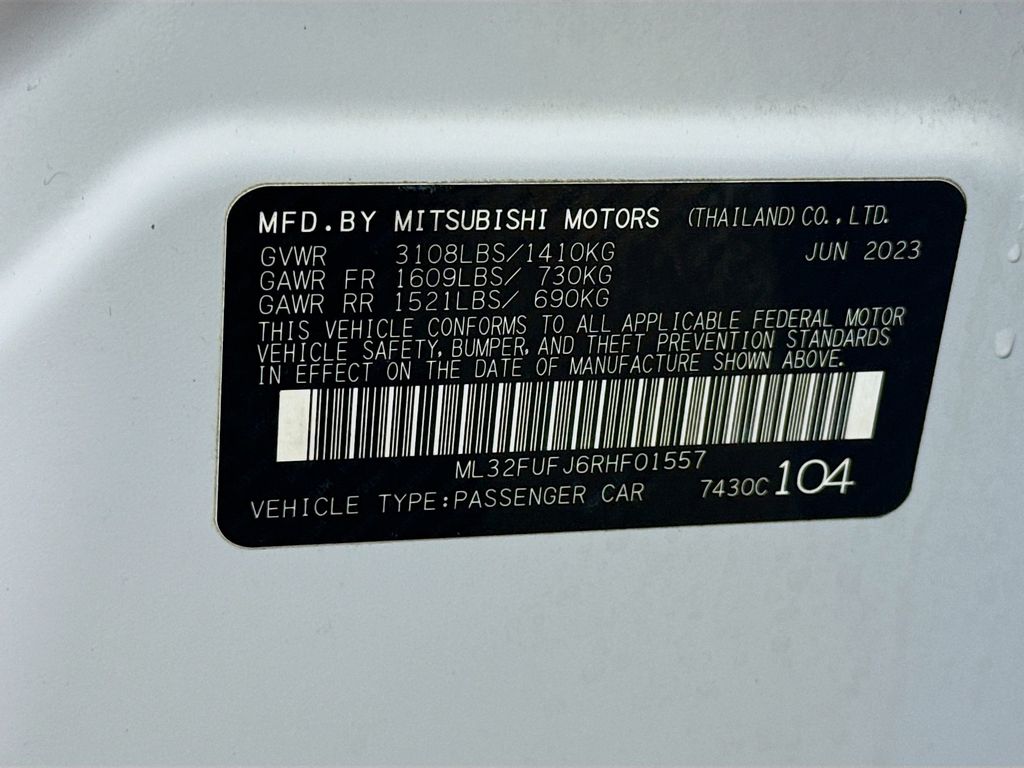 MFD.BY MITSUBISHI MOTORS (THAILAND)CO.,LTD.
GVWR 3108LBS/1410KG JUN 2023
GAWR FR 1609LBS/ 730KG
GAWR RR 1521LBS/ 690KG
THIS VEHICLE CONFORMS TO ALL APPLICABLE FEDERAL MOTOR
VEHICLE SAFETY, BUMPER, AND THEFT PREVENTION STANDARDS
IN EFFECT ON THE DATE OF MANUFACTURE SHOWN ABOVE.
ML32FUFJ6RHF01557
VEHICLE TYPE:PASSENGER CAR 7430C 104